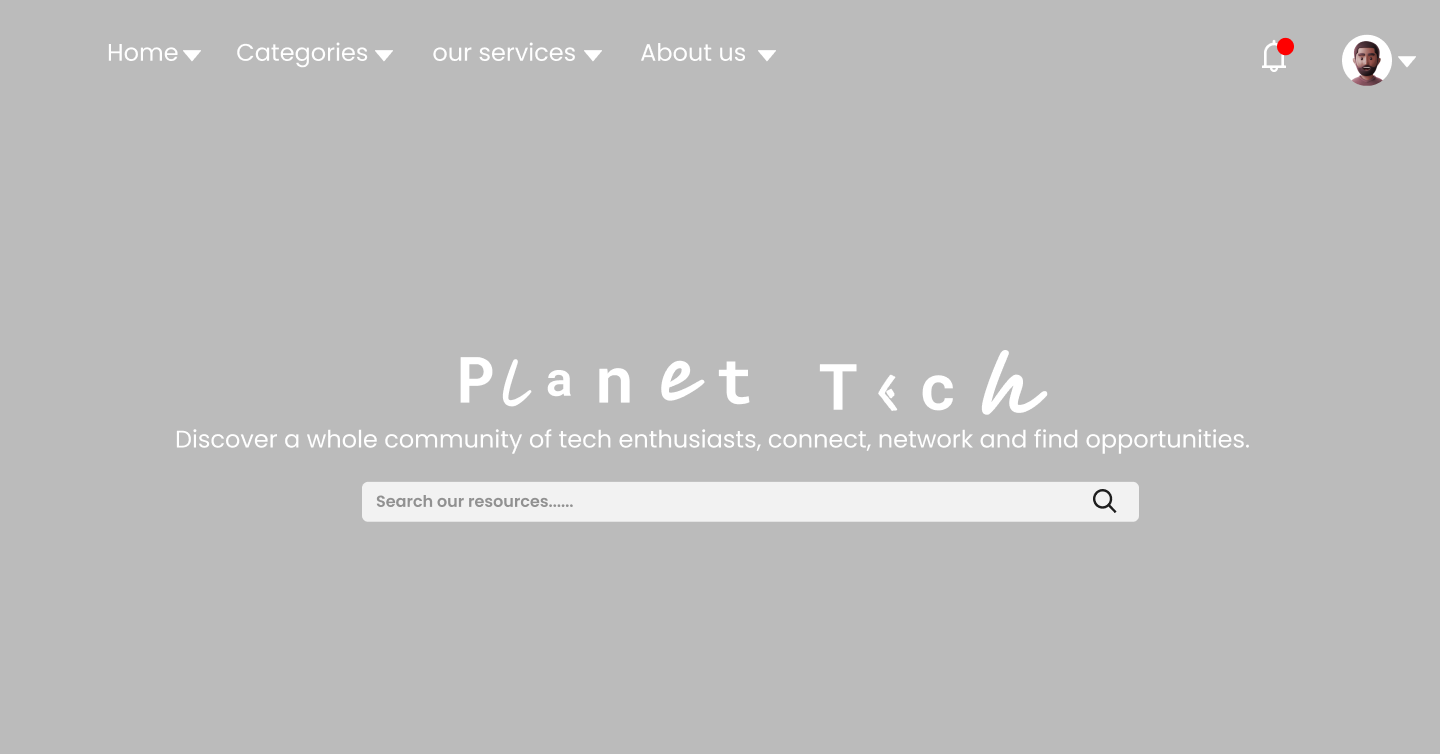 Home Categories our services About us
Planet Tech
Discover a whole community of tech enthusiasts, connect, network and find opportunities.
Search our resources......